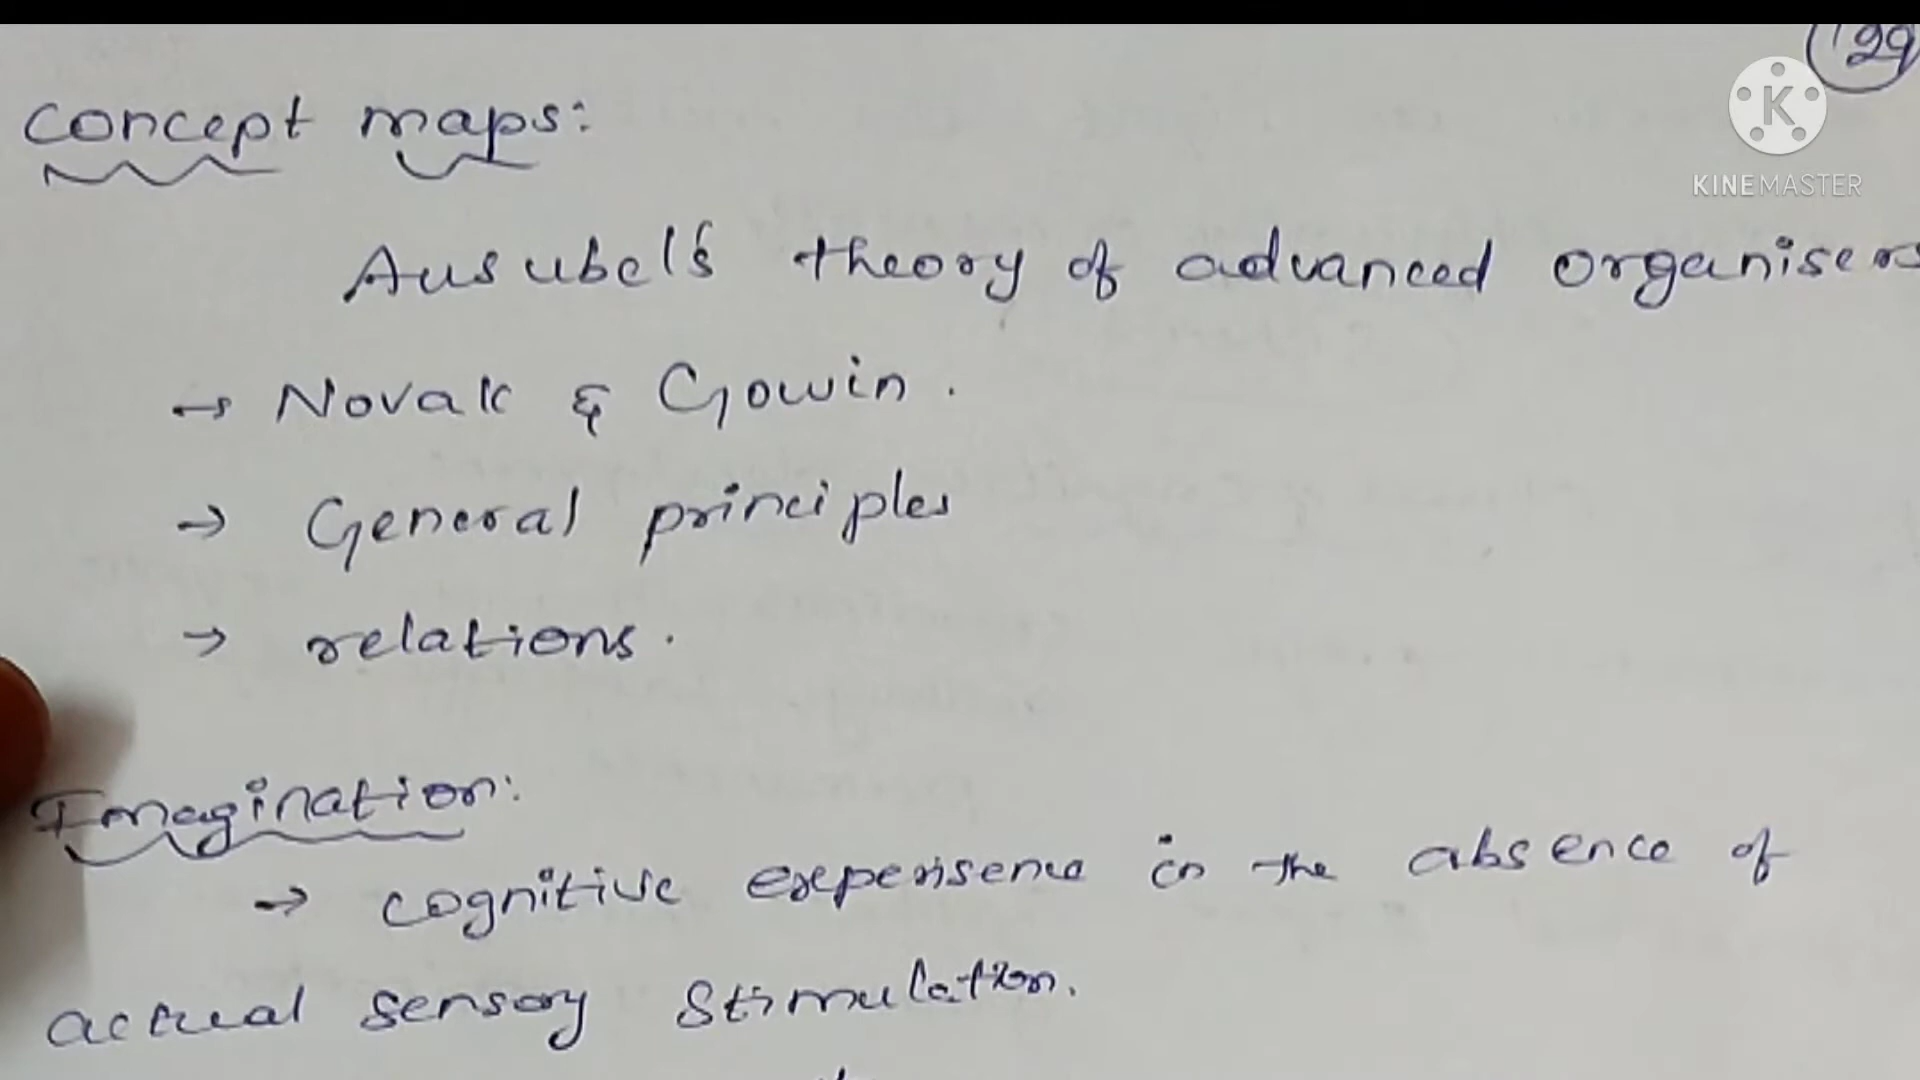 129
concept maps:
KINEMASTER
Ausubel's theory of advanced organisers
→ Novak & Gowin.
→ General principles
→ relations.
Imagination:
→ cognitive experisence in the absence of
actual sensory stimulation.